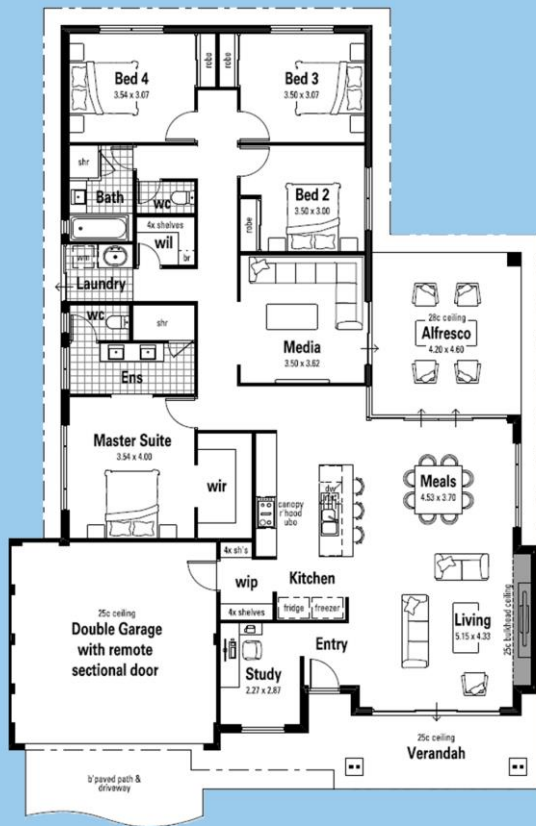 Bed 4
3.54 x 3.07
robe
robe
Bed 3
3.50 x 3.07
shr
Bath
wc
4x shelves
wil
br
robe
Bed 2
3.50 x 3.00
wm
Laundry
wc
shr
Ens
Media
3.50 x 3.62
28c ceiling
Alfresco
4.20 x 4.60
Master Suite
3.54 x 4.00
wir
canopy
r'hood
ubo
dw
Meals
4.53 x 3.70
4x sh's
wip
4x shelves
Kitchen
fridge
freezer
25c ceiling
Double Garage
with remote
sectional door
Living
5.15 x 4.33
25c bulkhead ceiling
Entry
Study
2.27 x 2.87
25c ceiling
Verandah
b'paved path &
driveway